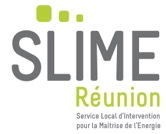 SLIME
Réunion
Service Local d'Intervention
pour la Maîtrise de l'Energie